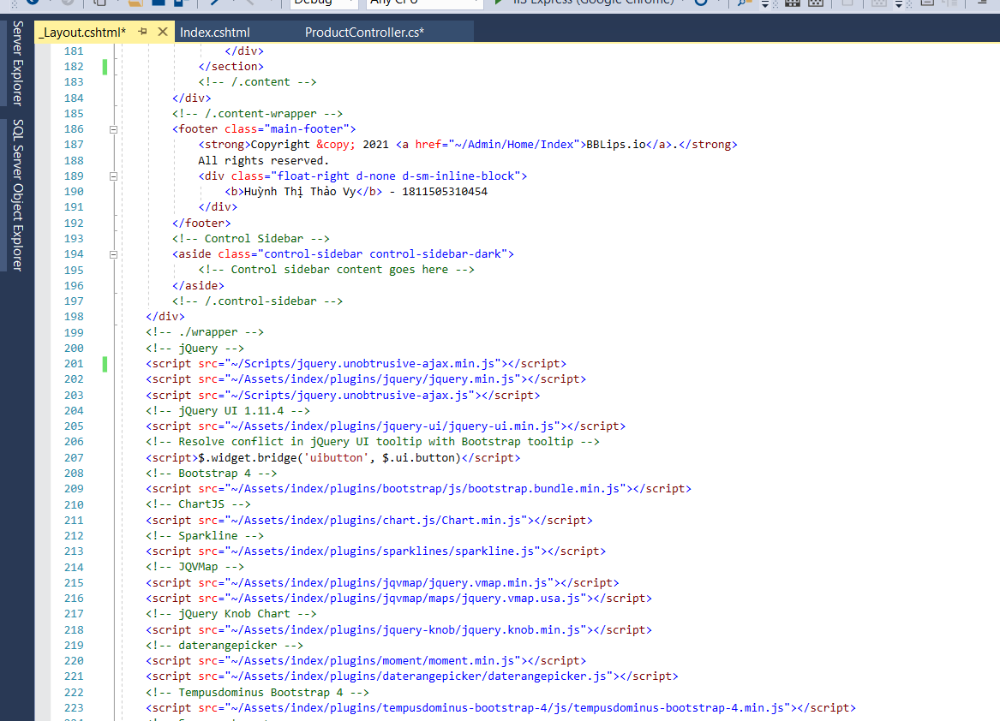 Debug
Any CPU
IIS Express (Google Chrome)
_Layout.cshtml*
Index.cshtml
ProductController.cs*
Server Explorer
SQL Server Object Explorer
181 </div>
182 </section>
183 <!-- /.content -->
184 </div>
185 <!-- /.content-wrapper -->
186 <footer class="main-footer">
187 <strong>Copyright &copy; 2021 <a href="~/Admin/Home/Index">BBLips.io</a>.</strong>
188 All rights reserved.
189 <div class="float-right d-none d-sm-inline-block">
190 <b>Huỳnh Thị Thảo Vy</b> - 1811505310454
191 </div>
192 </footer>
193 <!-- Control Sidebar -->
194 <aside class="control-sidebar control-sidebar-dark">
195 <!-- Control sidebar content goes here -->
196 </aside>
197 <!-- /.control-sidebar -->
198 </div>
199 <!-- ./wrapper -->
200 <!-- jQuery -->
201 <script src="~/Scripts/jquery.unobtrusive-ajax.min.js"></script>
202 <script src="~/Assets/index/plugins/jquery/jquery.min.js"></script>
203 <script src="~/Scripts/jquery.unobtrusive-ajax.js"></script>
204 <!-- jQuery UI 1.11.4 -->
205 <script src="~/Assets/index/plugins/jquery-ui/jquery-ui.min.js"></script>
206 <!-- Resolve conflict in jQuery UI tooltip with Bootstrap tooltip -->
207 <script>$.widget.bridge('uibutton', $.ui.button)</script>
208 <!-- Bootstrap 4 -->
209 <script src="~/Assets/index/plugins/bootstrap/js/bootstrap.bundle.min.js"></script>
210 <!-- ChartJS -->
211 <script src="~/Assets/index/plugins/chart.js/Chart.min.js"></script>
212 <!-- Sparkline -->
213 <script src="~/Assets/index/plugins/sparklines/sparkline.js"></script>
214 <!-- JQVMap -->
215 <script src="~/Assets/index/plugins/jqvmap/jquery.vmap.min.js"></script>
216 <script src="~/Assets/index/plugins/jqvmap/maps/jquery.vmap.usa.js"></script>
217 <!-- jQuery Knob Chart -->
218 <script src="~/Assets/index/plugins/jquery-knob/jquery.knob.min.js"></script>
219 <!-- daterangepicker -->
220 <script src="~/Assets/index/plugins/moment/moment.min.js"></script>
221 <script src="~/Assets/index/plugins/daterangepicker/daterangepicker.js"></script>
222 <!-- Tempusdominus Bootstrap 4 -->
223 <script src="~/Assets/index/plugins/tempusdominus-bootstrap-4/js/tempusdominus-bootstrap-4.min.js"></script>